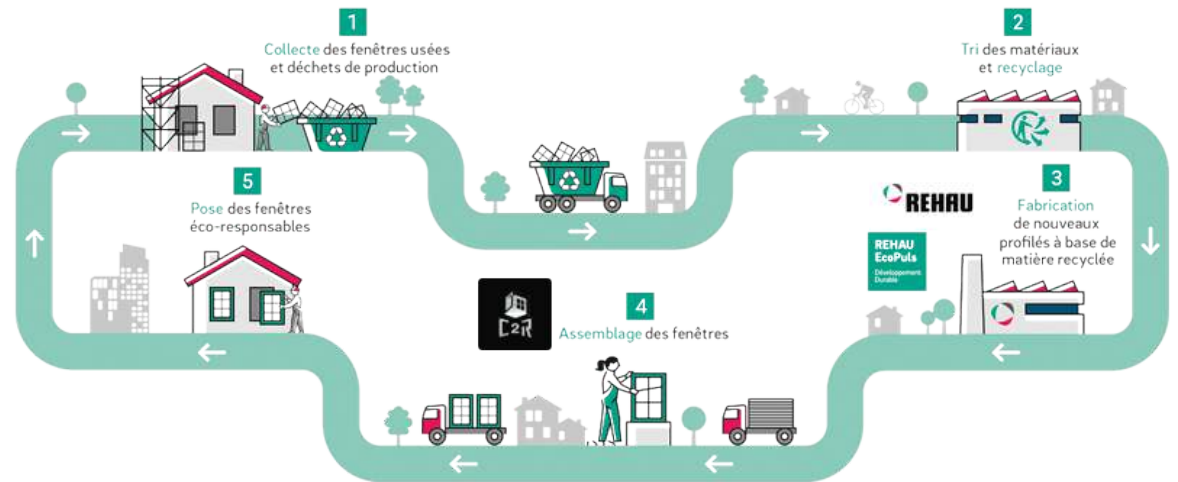 1
Collecte des fenêtres usées
et déchets de production
2
Tri des matériaux
et recyclage
REHAU
3
Fabrication
de nouveaux
profilés à base de
matière recyclée
REHAU
EcoPuls
Développement
Durable
4
Assemblage des fenêtres
C2R
5
Pose des fenêtres
éco-responsables